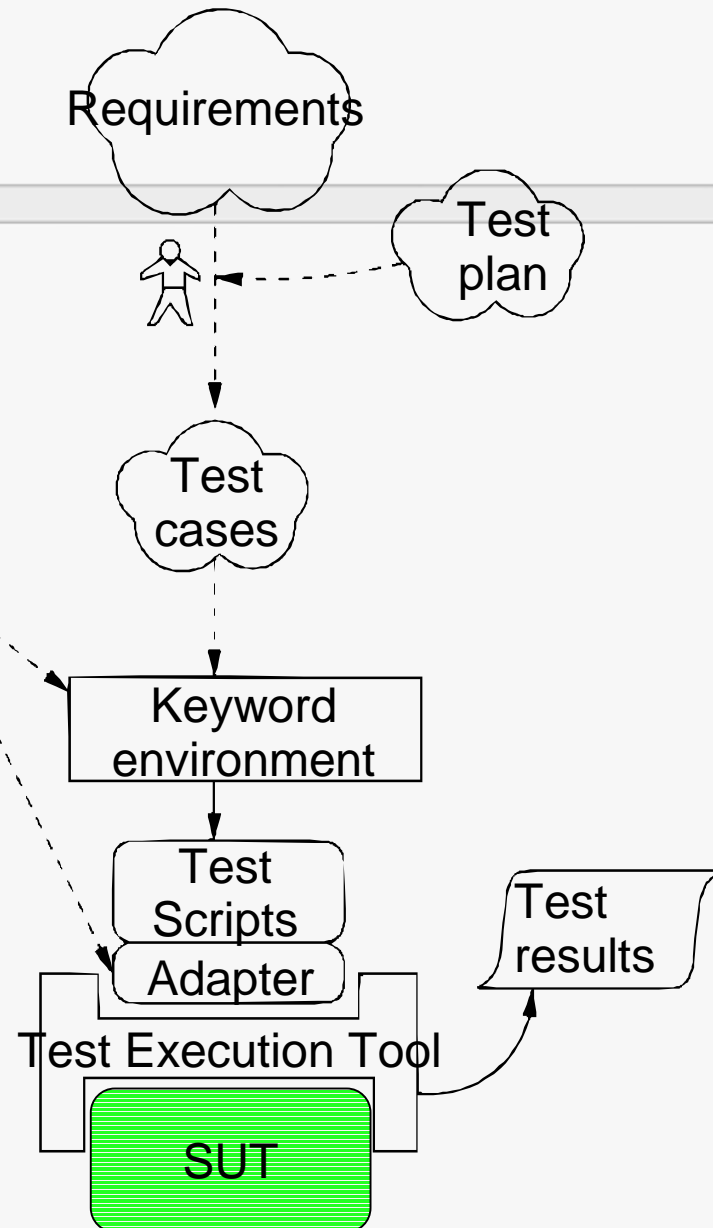 Requirements
Test
plan
Test
cases
Keyword
environment
Test
Scripts
Adapter
Test
results
Test Execution Tool
SUT